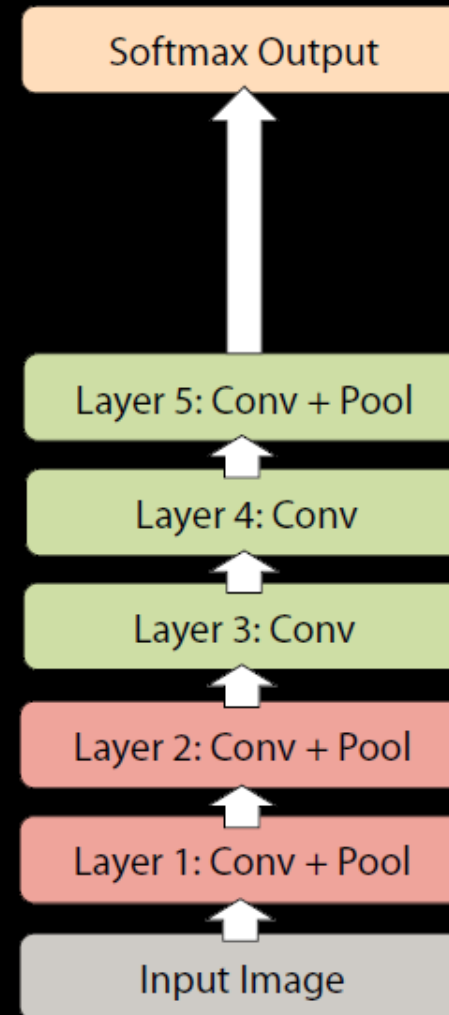 Softmax Output
Layer 5: Conv + Pool
Layer 4: Conv
Layer 3: Conv
Layer 2: Conv + Pool
Layer 1: Conv + Pool
Input Image